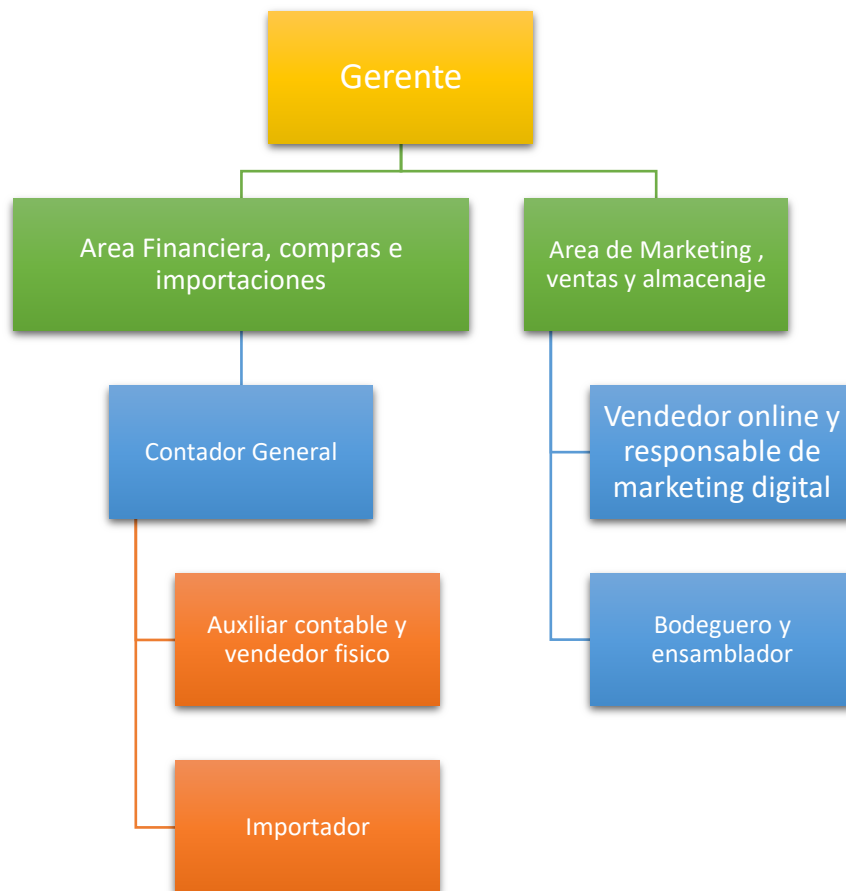 Gerente
Area Financiera, compras e
importaciones
Area de Marketing ,
ventas y almacenaje
Contador General
Vendedor online y
responsable de
marketing digital
Auxiliar contable y
vendedor fisico
Bodeguero y
ensamblador
Importador